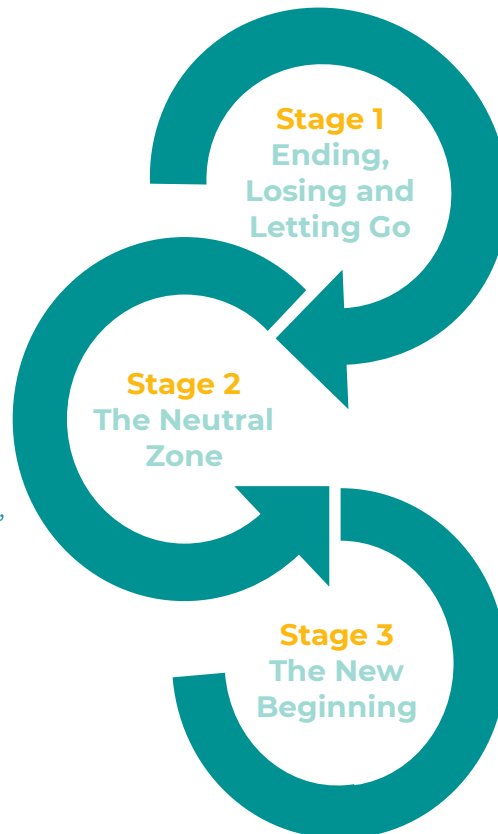 Stage 1
Ending,
Losing and
Letting Go
Stage 2
The Neutral
Zone
,
Stage 3
The New
Beginning